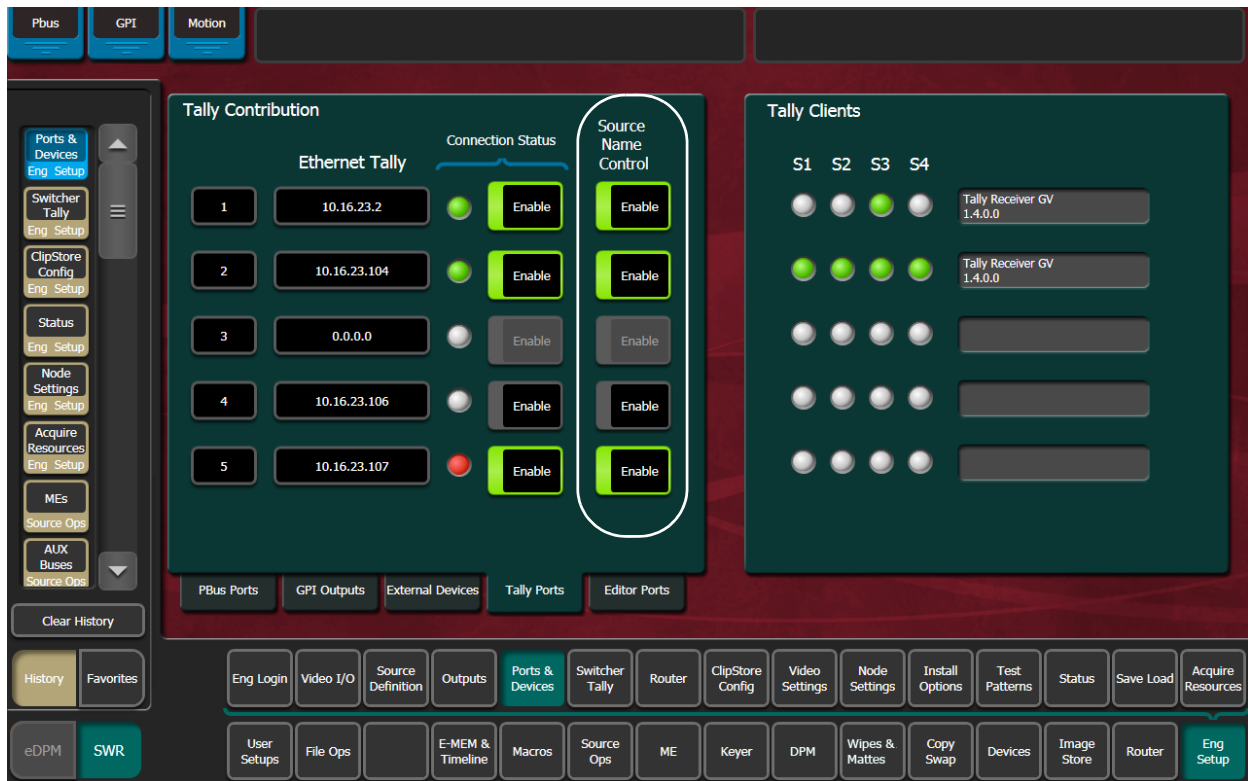 Pbus
GPI
Motion
Ports &
Devices
Eng Setup
Switcher
Tally
Eng Setup
ClipStore
Config
Eng Setup
Status
Eng Setup
Node
Settings
Eng Setup
Acquire
Resources
Eng Setup
MEs
Source Ops
AUX
Buses
Source Ops
Clear History
History
Favorites
eDPM
SWR
Tally Contribution
Ethernet Tally
Connection Status
Source
Name
Control
1 10.16.23.2 Enable Enable
2 10.16.23.104 Enable Enable
3 0.0.0.0 Enable Enable
4 10.16.23.106 Enable Enable
5 10.16.23.107 Enable Enable
PBus Ports
GPI Outputs
External Devices
Tally Ports
Editor Ports
Tally Clients
S1 S2 S3 S4
Tally Receiver GV
1.4.0.0
Tally Receiver GV
1.4.0.0
Eng Login
Video I/O
Source
Definition
Outputs
Ports &
Devices
Switcher
Tally
Router
ClipStore
Config
Video
Settings
Node
Settings
Install
Options
Test
Patterns
Status
Save Load
Acquire
Resources
User
Setups
File Ops
E-MEM &
Timeline
Macros
Source
Ops
ME
Keyer
DPM
Wipes &
Mattes
Copy
Swap
Devices
Image
Store
Router
Eng
Setup